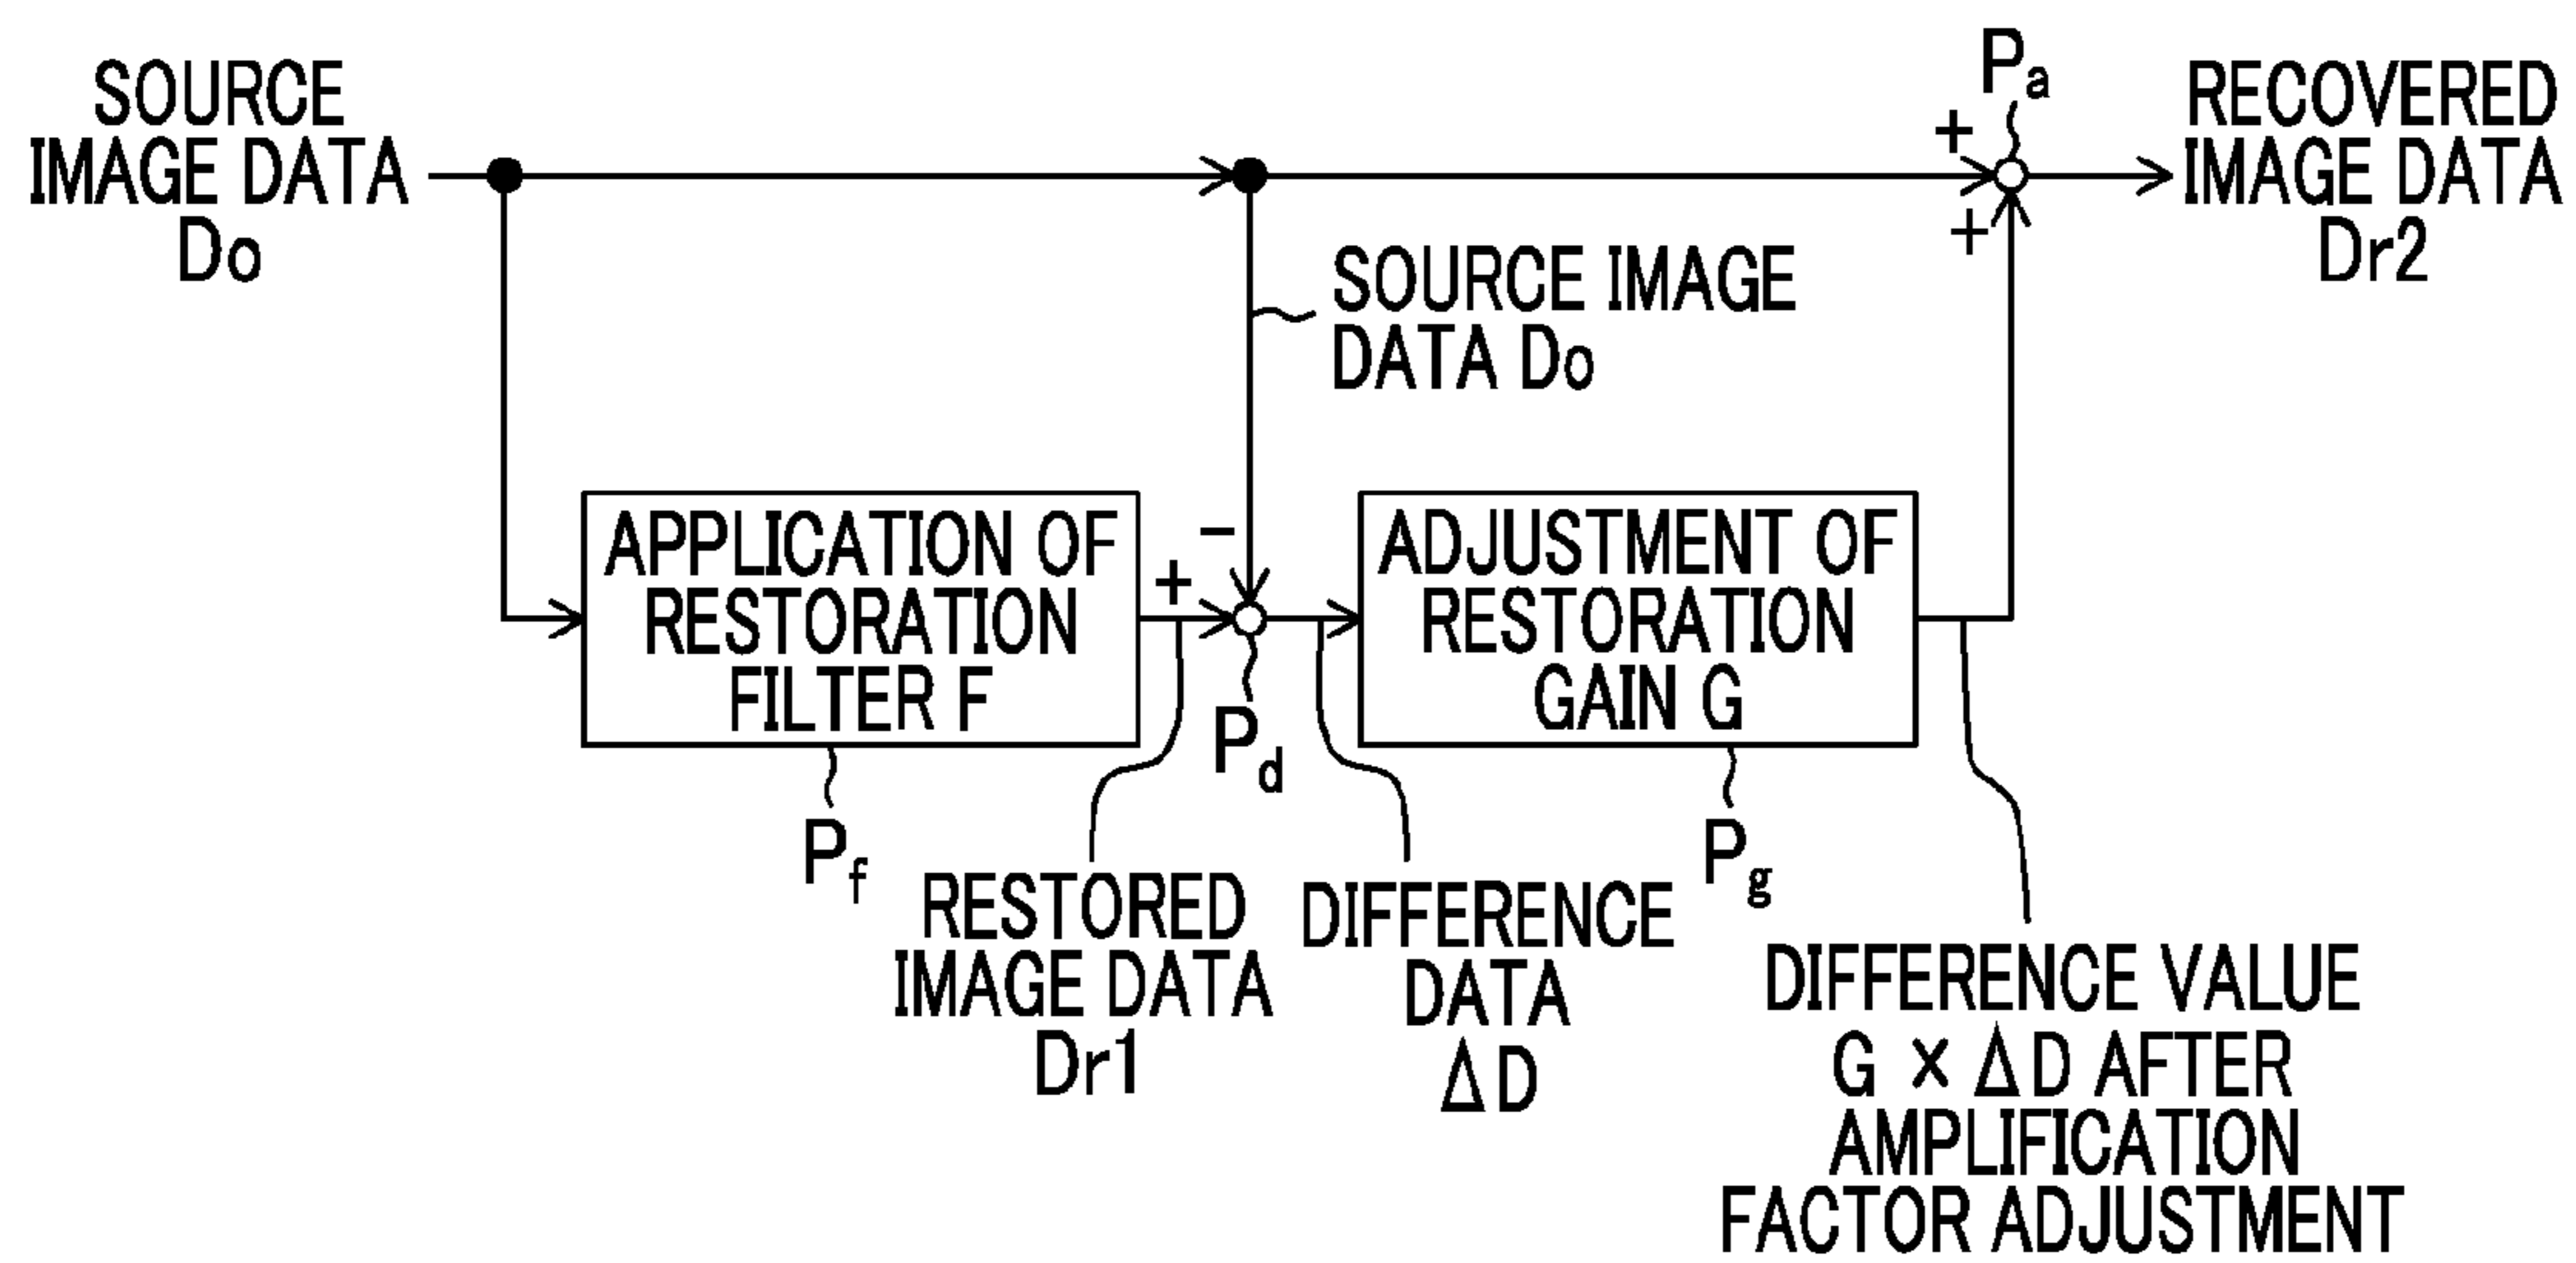 SOURCE
IMAGE DATA
Do
Pa
+
+
RECOVERED
IMAGE DATA
Dr2
SOURCE IMAGE
DATA Do
APPLICATION OF
RESTORATION
FILTER F
+
−
ADJUSTMENT OF
RESTORATION
GAIN G
Pf
Pd
Pg
RESTORED
IMAGE DATA
Dr1
DIFFERENCE
DATA
ΔD
DIFFERENCE VALUE
G × ΔD AFTER
AMPLIFICATION
FACTOR ADJUSTMENT